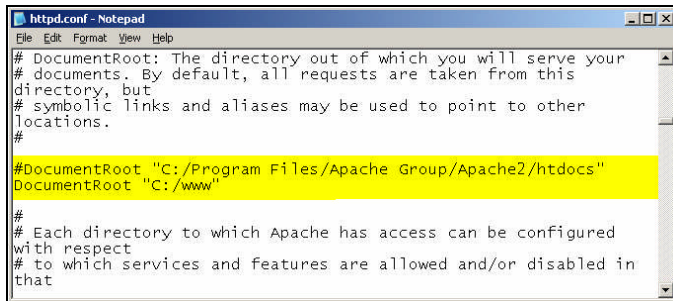 httpd.conf - Notepad
File Edit Format View Help
# DocumentRoot: The directory out of which you will serve your
# documents. By default, all requests are taken from this
directory, but
# symbolic links and aliases may be used to point to other
locations.
#
#DocumentRoot "C:/Program Files/Apache Group/Apache2/htdocs"
DocumentRoot "C:/www"
#
# Each directory to which Apache has access can be configured
with respect
# to which services and features are allowed and/or disabled in
that